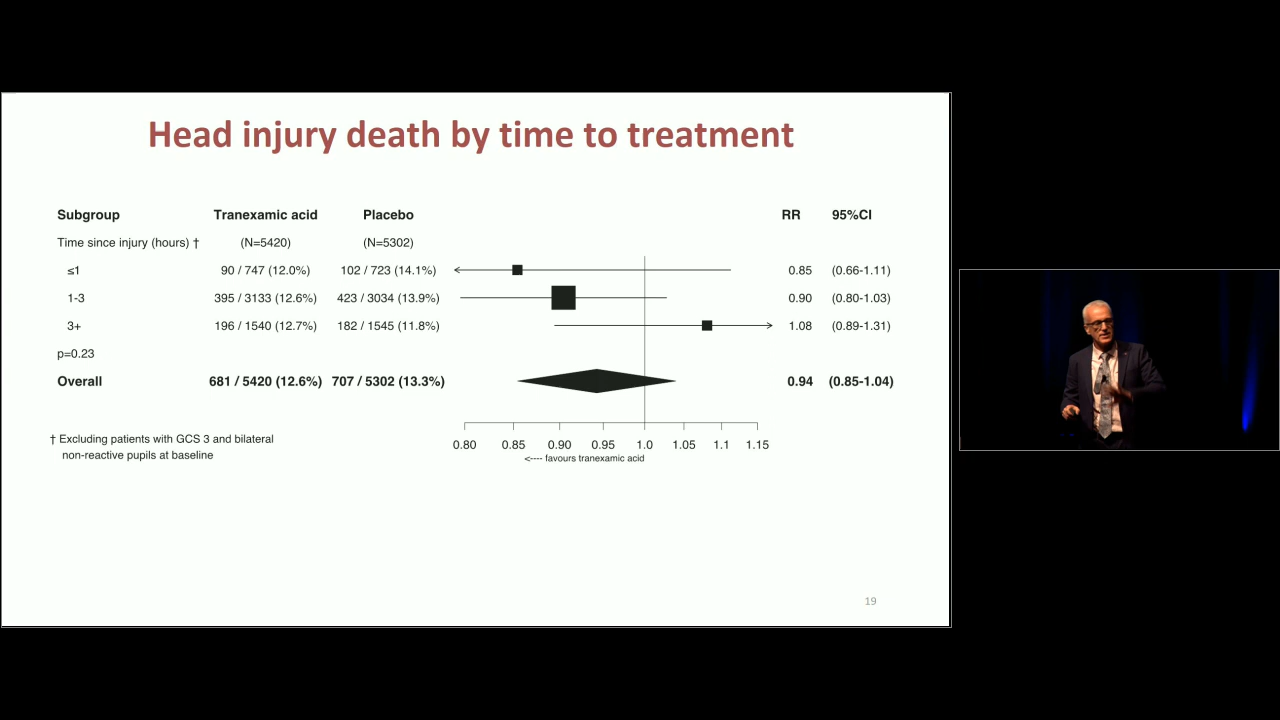 Head injury death by time to treatment
Subgroup Tranexamic acid Placebo RR 95%CI
Time since injury (hours) † (N=5420) (N=5302)
≤1 90 / 747 (12.0%) 102 / 723 (14.1%) 0.85 (0.66-1.11)
1-3 395 / 3133 (12.6%) 423 / 3034 (13.9%) 0.90 (0.80-1.03)
3+ 196 / 1540 (12.7%) 182 / 1545 (11.8%) 1.08 (0.89-1.31)
p=0.23
Overall 681 / 5420 (12.6%) 707 / 5302 (13.3%) 0.94 (0.85-1.04)
† Excluding patients with GCS 3 and bilateral
non-reactive pupils at baseline
0.80 0.85 0.90 0.95 1.0 1.05 1.1 1.15
<---- favours tranexamic acid
19